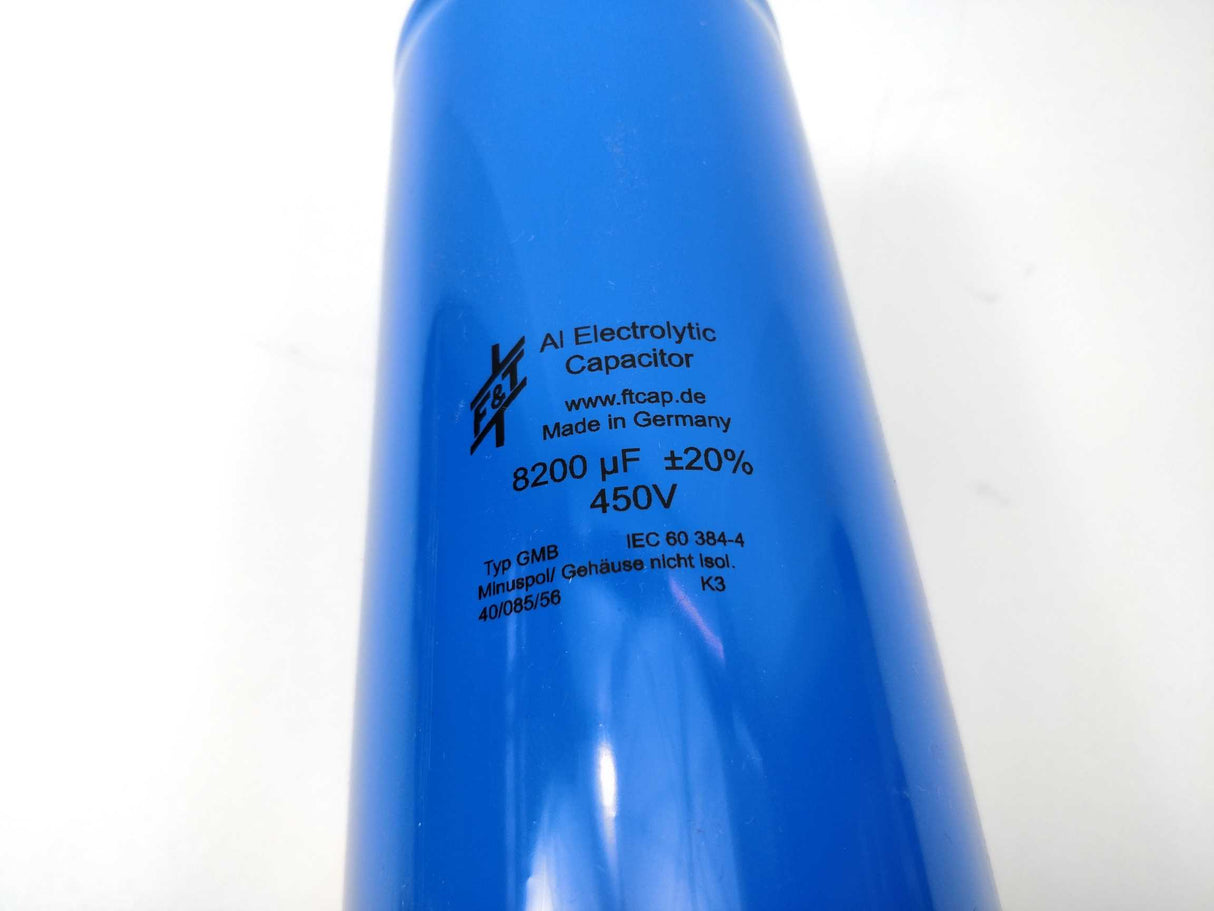 F&T
Al Electrolytic
Capacitor
www.ftcap.de
Made in Germany
8200 µF ±20%
450V
Typ GMB IEC 60 384-4
Minuspol/ Gehäuse nicht isol.
40/085/56 K3